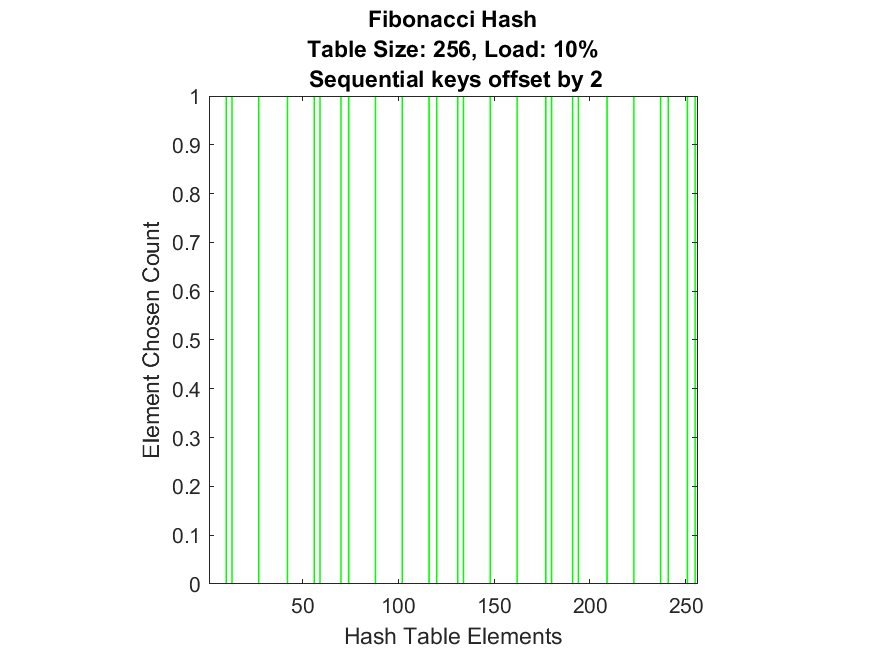 Fibonacci Hash
Table Size: 256, Load: 10%
Sequential keys offset by 2
1
0.9
0.8
0.7
0.6
0.5
0.4
0.3
0.2
0.1
0
Element Chosen Count
50 100 150 200 250
Hash Table Elements